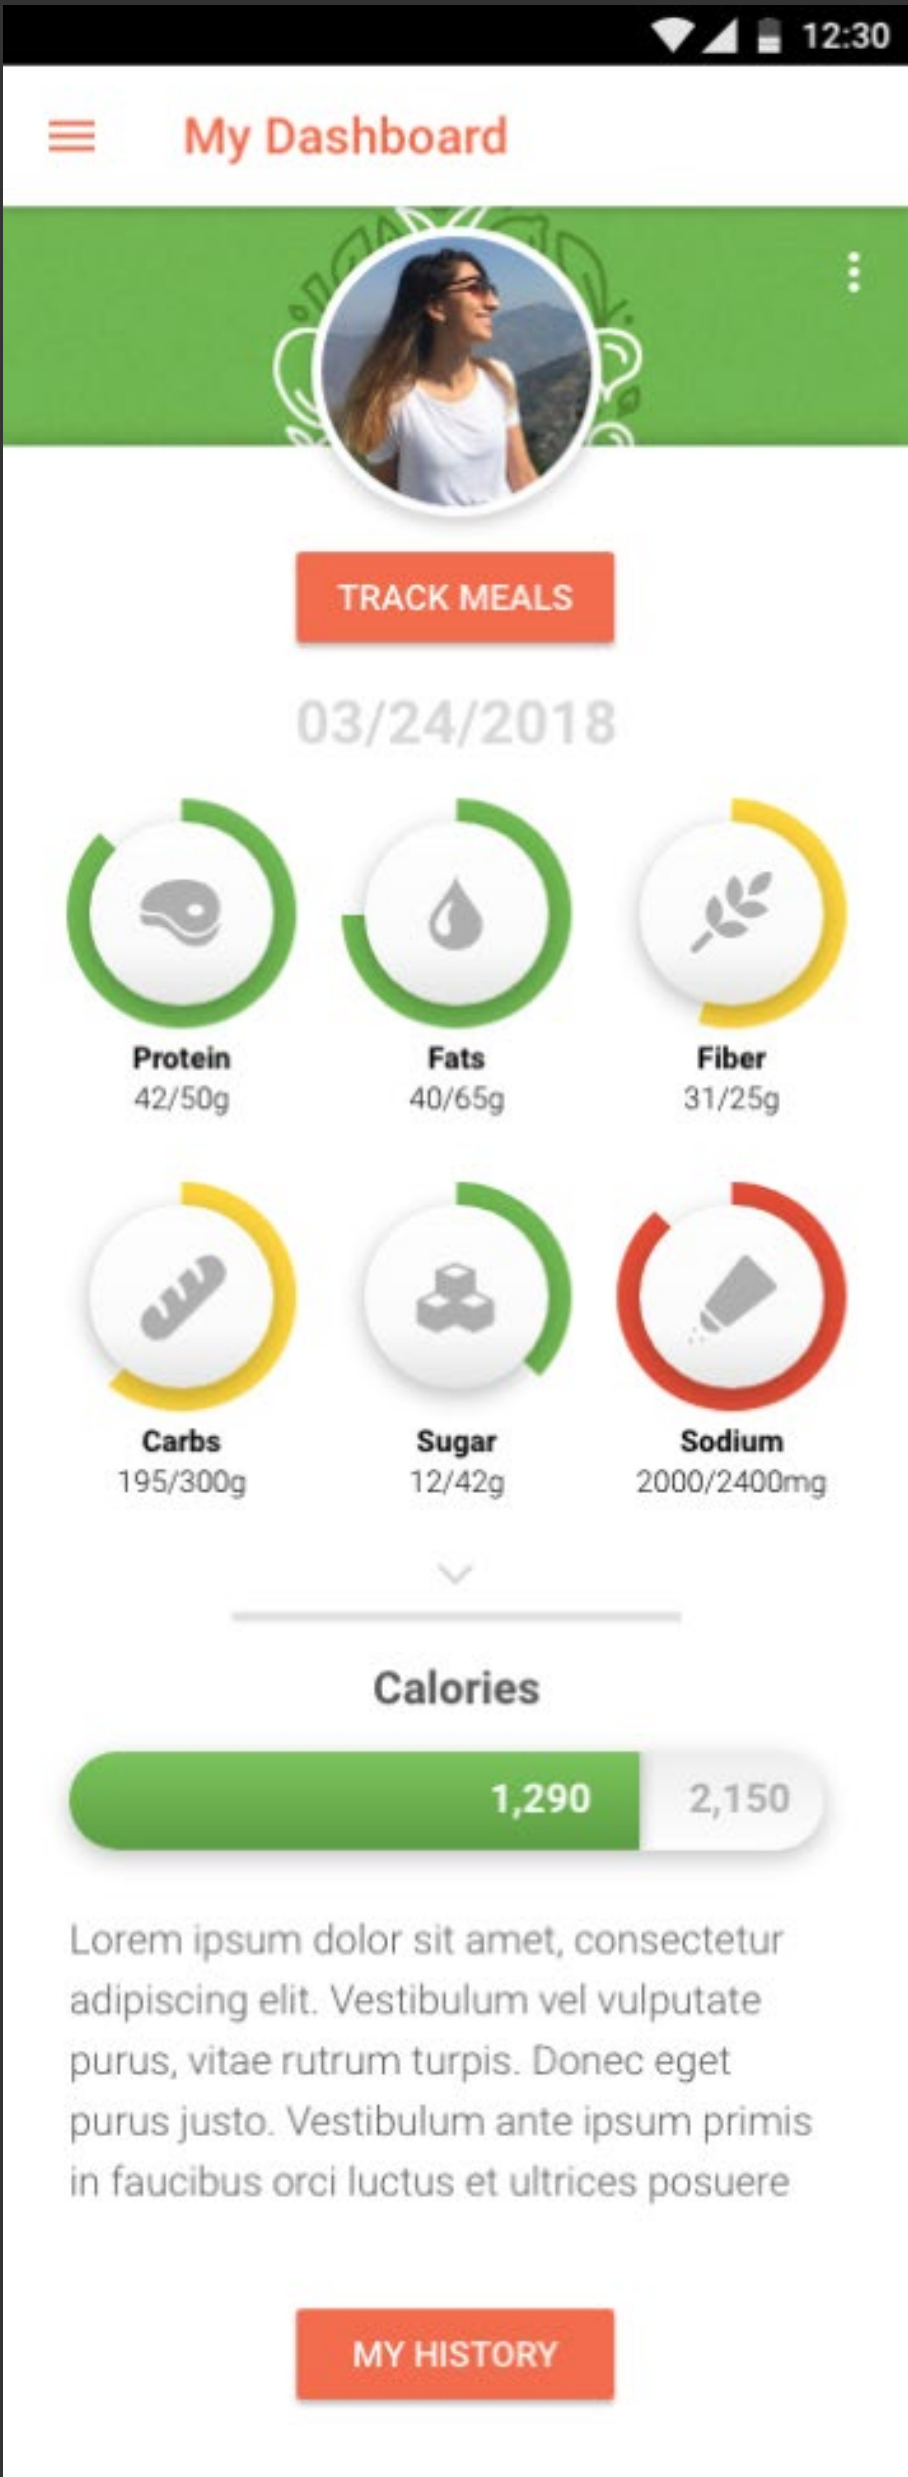 12:30
My Dashboard
TRACK MEALS
03/24/2018
Protein
42/50g
Fats
40/65g
Fiber
31/25g
Carbs
195/300g
Sugar
12/42g
Sodium
2000/2400mg
Calories
1,290 2,150
Lorem ipsum dolor sit amet, consectetur
adipiscing elit. Vestibulum vel vulputate
purus, vitae rutrum turpis. Donec eget
purus justo. Vestibulum ante ipsum primis
in faucibus orci luctus et ultrices posuere
MY HISTORY